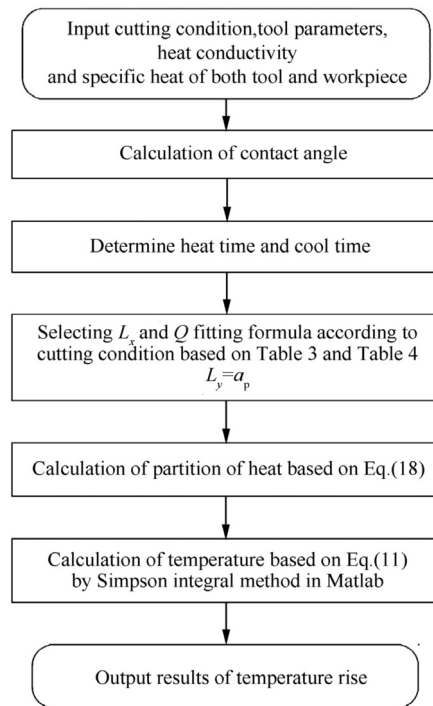 Input cutting condition,tool parameters,
heat conductivity
and specific heat of both tool and workpiece
Calculation of contact angle
Determine heat time and cool time
Selecting Lx and Q fitting formula according to
cutting condition based on Table 3 and Table 4
Ly=ap
Calculation of partition of heat based on Eq.(18)
Calculation of temperature based on Eq.(11)
by Simpson integral method in Matlab
Output results of temperature rise